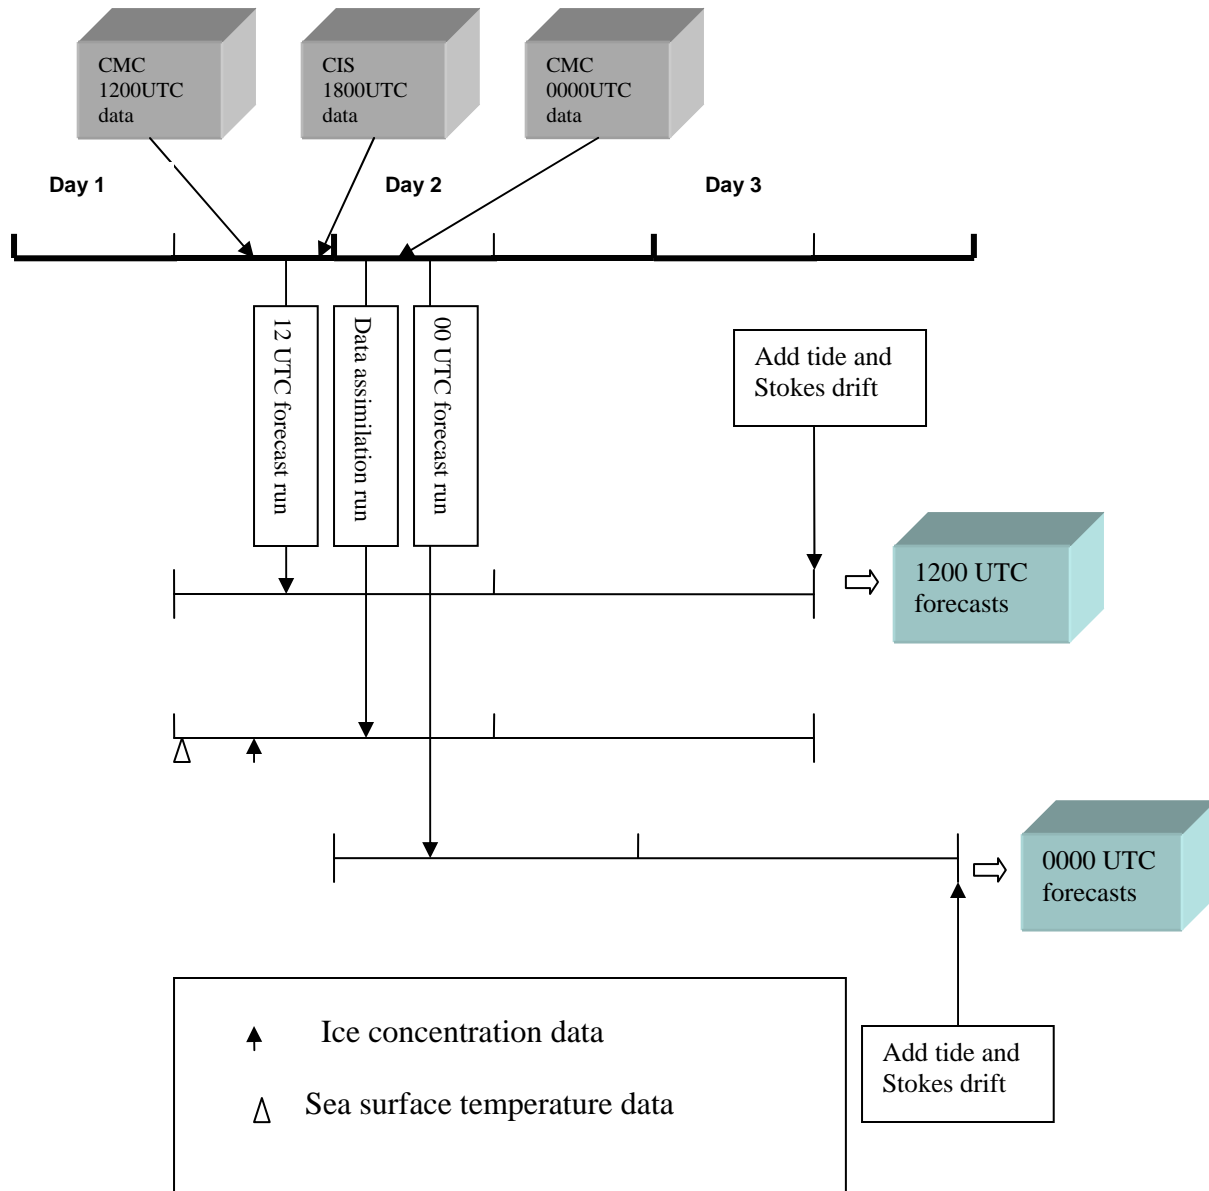 CMC
1200UTC
data
CIS
1800UTC
data
CMC
0000UTC
data
Day 1
Day 2
Day 3
12 UTC forecast run
Data assimilation run
00 UTC forecast run
Add tide and
Stokes drift
1200 UTC
forecasts
0000 UTC
forecasts
Ice concentration data
Sea surface temperature data
Add tide and
Stokes drift